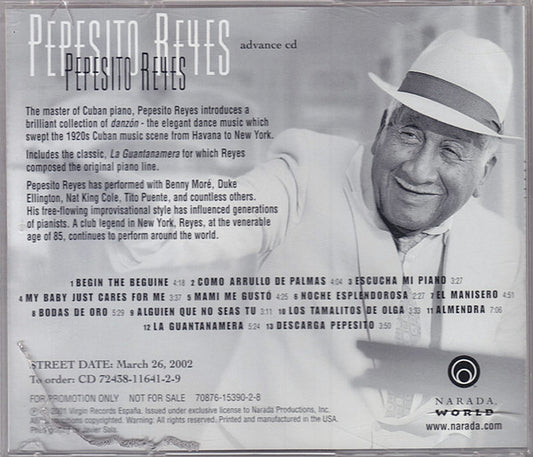 PEPESITO REYES
PEPESITO REYES
advance cd
The master of Cuban piano, Pepesito Reyes introduces a
brilliant collection of danzón - the elegant dance music which
swept the 1920s Cuban music scene from Havana to New York.
Includes the classic, La Guantanamera for which Reyes
composed the original piano line.
Pepesito Reyes has performed with Benny Moré, Duke
Ellington, Nat King Cole, Tito Puente, and countless others.
His free-flowing improvisational style has influenced generations
of pianists. A club legend in New York, Reyes, at the venerable
age of 85, continues to perform around the world.
1 BEGIN THE BEGUINE 4:18 2 COMO ARRULLO DE PALMAS 4:04 3 ESCUCHA MI PIANO 3:27
4 MY BABY JUST CARES FOR ME 3:37 5 MAMI ME GUSTÓ 4:25 6 NOCHE ESPLENDOROSA 5:27 7 EL MANISERO 4:51
8 BODAS DE ORO 5:29 9 ALGUIEN QUE NO SEAS TU 3:11 10 LOS TAMALITOS DE OLGA 3:33 11 ALMENDRA 7:06
12 LA GUANTANAMERA 5:24 13 DESCARGA PEPESITO 3:50
STREET DATE: March 26, 2002
To order: CD 72438-11641-2-9
FOR PROMOTION ONLY NOT FOR SALE 70876-15390-2-8
℗ © 2001 Virgin Records España. Issued under exclusive license to Narada Productions, Inc.
All productions copyrighted. Warning: All rights reserved. Printed and manufactured in the USA.
by Javier Sala.
NARADA
WORLD
www.narada.com